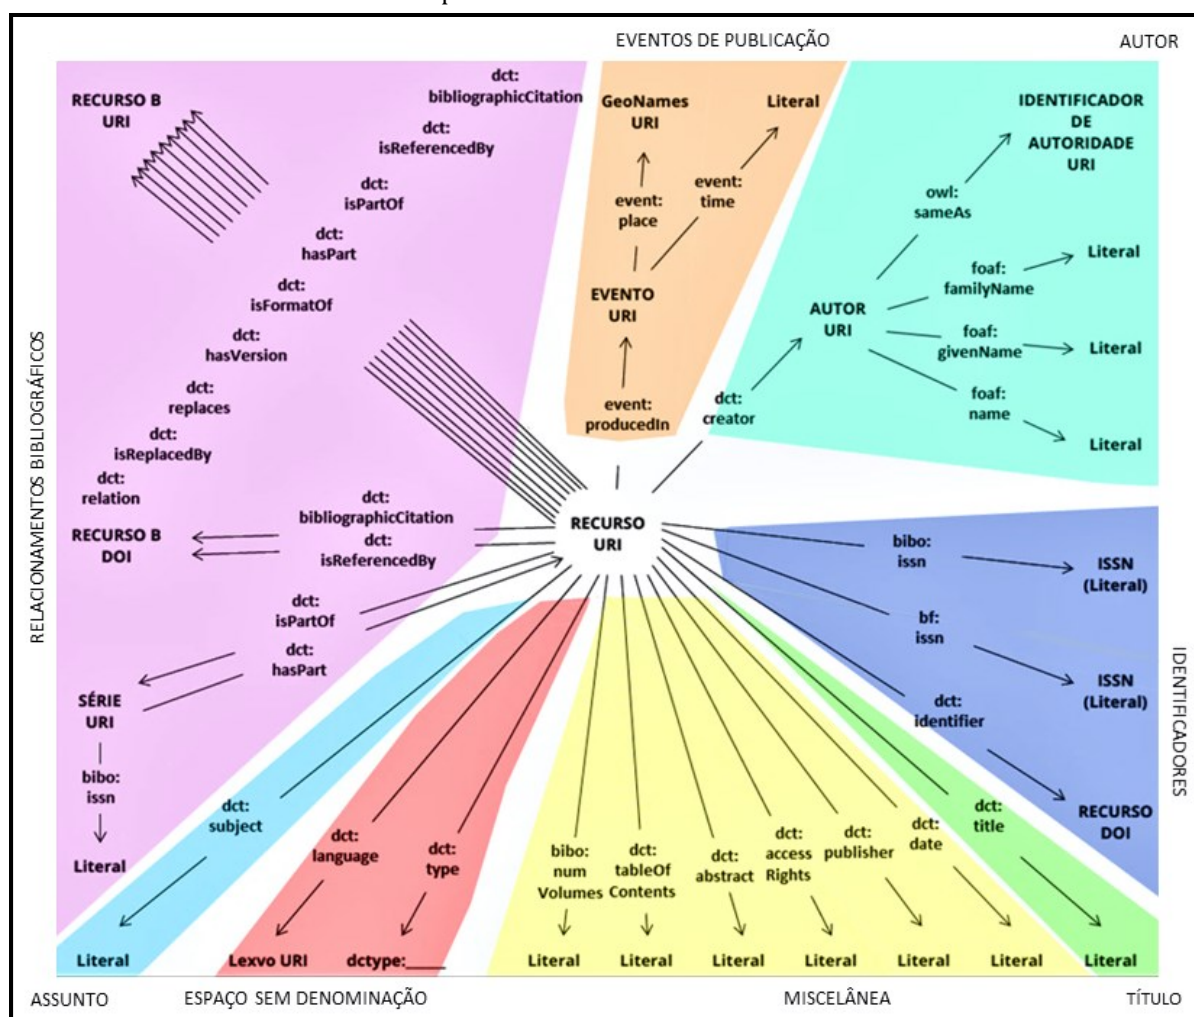 EVENTOS DE PUBLICAÇÃO
AUTOR
RELACIONAMENTOS BIBLIOGRÁFICOS
RECURSO B
URI
dct:
bibliographicCitation
dct:
isReferencedBy
dct:
isPartOf
dct:
hasPart
dct:
isFormatOf
dct:
hasVersion
dct:
replaces
dct:
isReplacedBy
dct:
relation
RECURSO B
DOI
dct:
bibliographicCitation
dct:
isReferencedBy
dct:
isPartOf
dct:
hasPart
SÉRIE
URI
bibo:
issn
Literal
GeoNames
URI
Literal
event:
place
event:
time
EVENTO
URI
event:
producedIn
IDENTIFICADOR
DE
AUTORIDADE
URI
owl:
sameAs
foaf:
familyName
Literal
AUTOR
URI
foaf:
givenName
Literal
foaf:
name
Literal
dct:
creator
RECURSO
URI
bibo:
issn
ISSN
(Literal)
bf:
issn
ISSN
(Literal)
dct:
identifier
RECURSO
DOI
IDENTIFICADORES
dct:
subject
Literal
dct:
language
Lexvo URI
dct:
type
dctype:_____
bibo:
num
Volumes
Literal
dct:
tableOf
Contents
Literal
dct:
abstract
Literal
dct:
access
Rights
Literal
dct:
publisher
Literal
dct:
date
Literal
dct:
title
Literal
ASSUNTO
ESPAÇO SEM DENOMINAÇÃO
MISCELÂNEA
TÍTULO